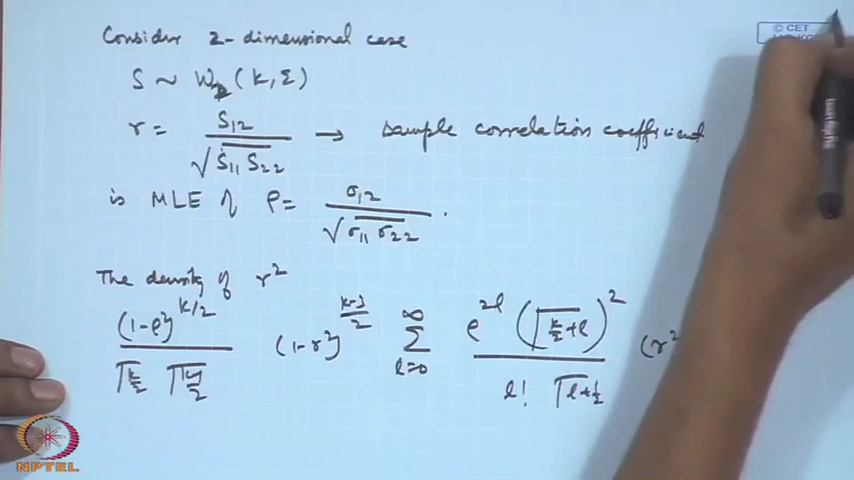 Consider 2-dimensional case
© CET
S ~ W₂ (k, Σ)
r = S₁₂ / √(S₁₁ S₂₂) → sample correlation coefficient
is MLE of ρ = σ₁₂ / √(σ₁₁ σ₂₂) .
The density of r²
(1-ρ²)^(k/2) / (Γ(k/2) Γ((k-1)/2)) (1-r²)^((k-3)/2) Σ_(l=0)^∞ ρ^(2l) (Γ(k/2 + l))² / (l! Γ(l+½)) (r²
NPTEL